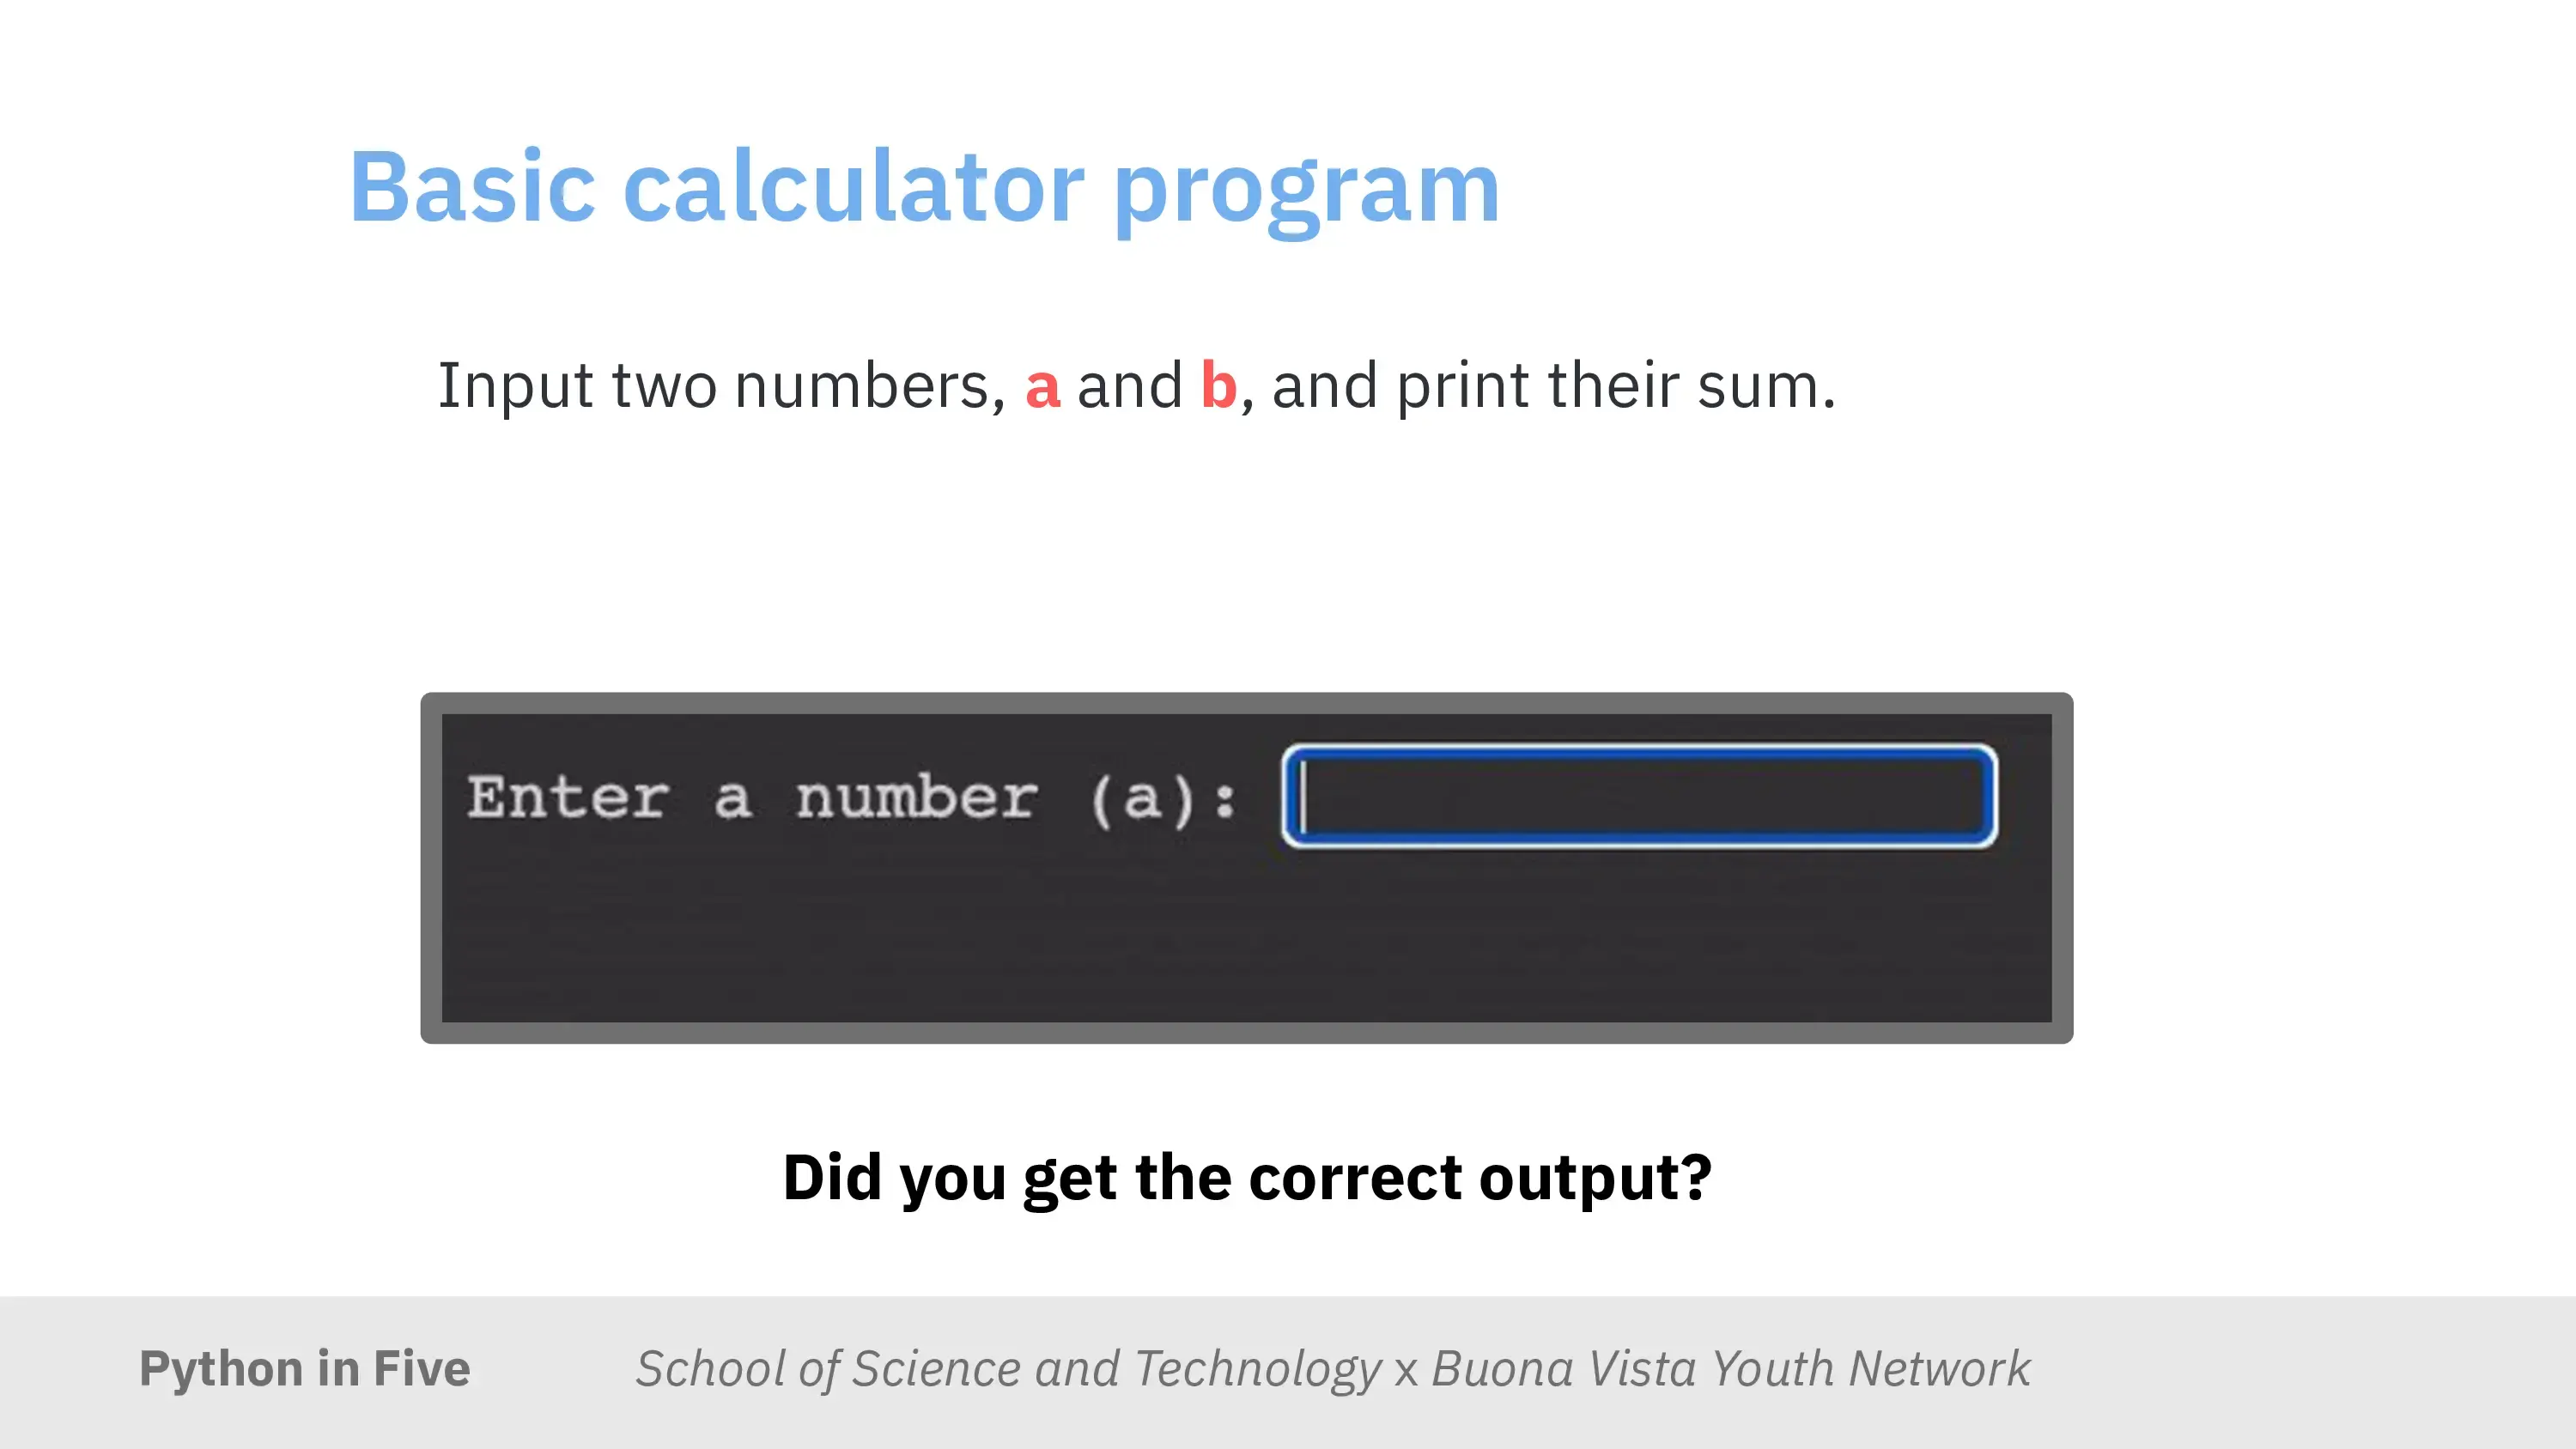 Basic calculator program
Input two numbers, a and b, and print their sum.
Enter a number (a):
Did you get the correct output?
Python in Five
School of Science and Technology x Buona Vista Youth Network